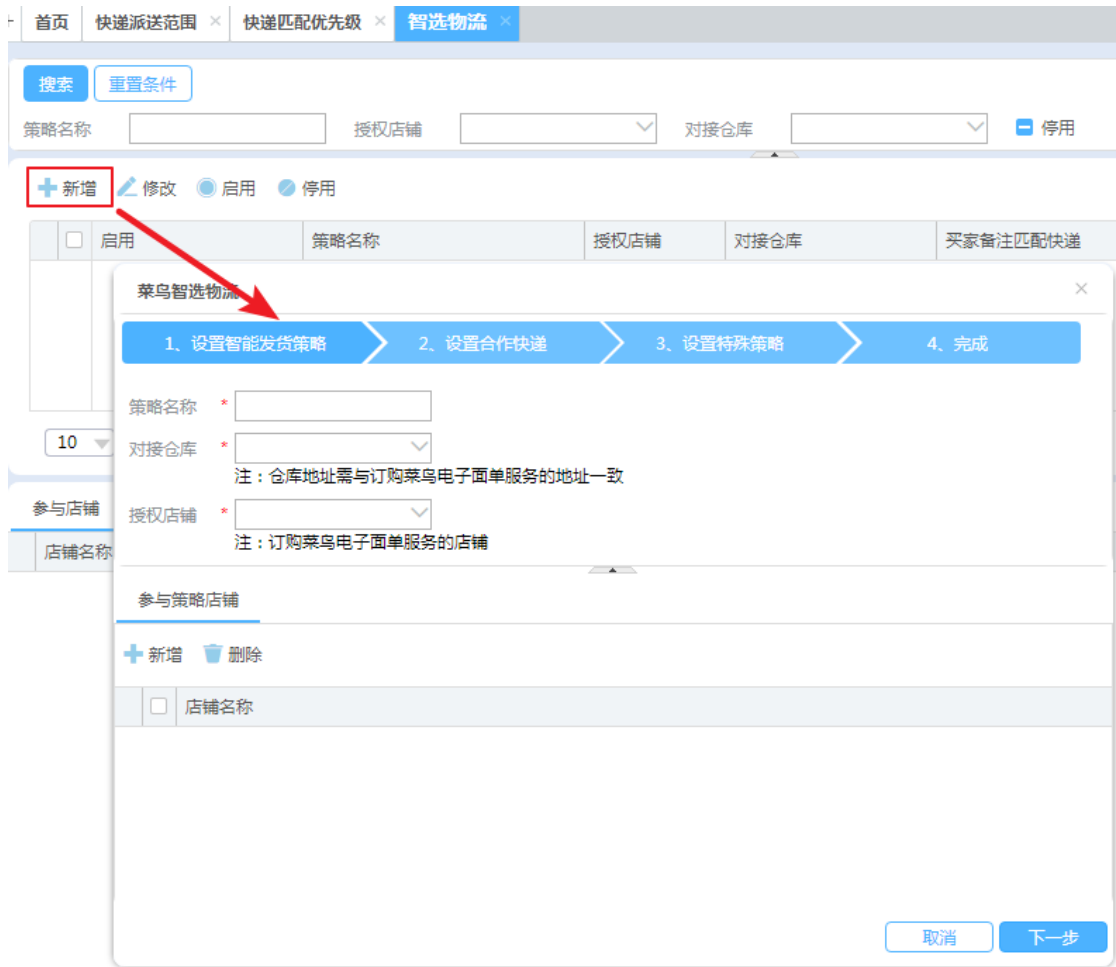 首页 快递派送范围 × 快递匹配优先级 × 智选物流 ×
搜索 重置条件
策略名称 授权店铺 对接仓库 停用
新增 修改 启用 停用
启用 策略名称 授权店铺 对接仓库 买家备注匹配快递
菜鸟智选物流 ×
1、设置智能发货策略 2、设置合作快递 3、设置特殊策略 4、完成
策略名称 *
10
对接仓库 *
注：仓库地址需与订购菜鸟电子面单服务的地址一致
参与店铺
授权店铺 *
注：订购菜鸟电子面单服务的店铺
店铺名称
参与策略店铺
新增 删除
店铺名称
取消 下一步